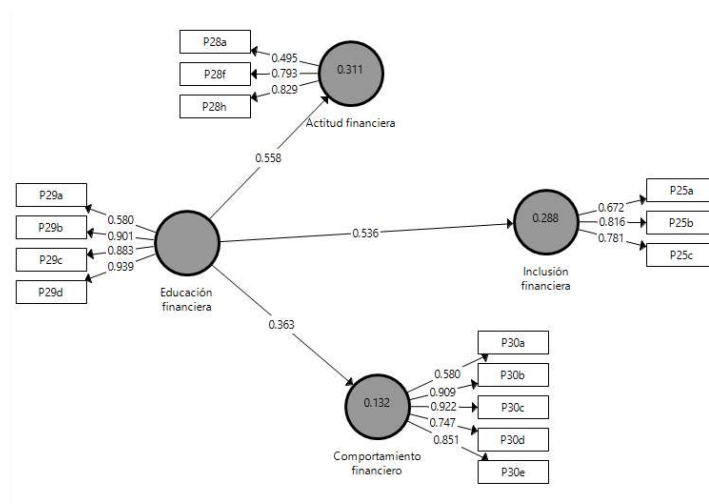 P28a
0.495
0.311
P28f
0.793
P28h
0.829
Actitud financiera
0.558
P29a
0.580
P29b
0.901
P29c
0.883
P29d
0.939
Educación
financiera
0.536
0.288
Inclusión
financiera
0.672
P25a
0.816
P25b
0.781
P25c
0.363
0.132
Comportamiento
financiero
0.580
P30a
0.909
P30b
0.922
P30c
0.747
P30d
0.851
P30e